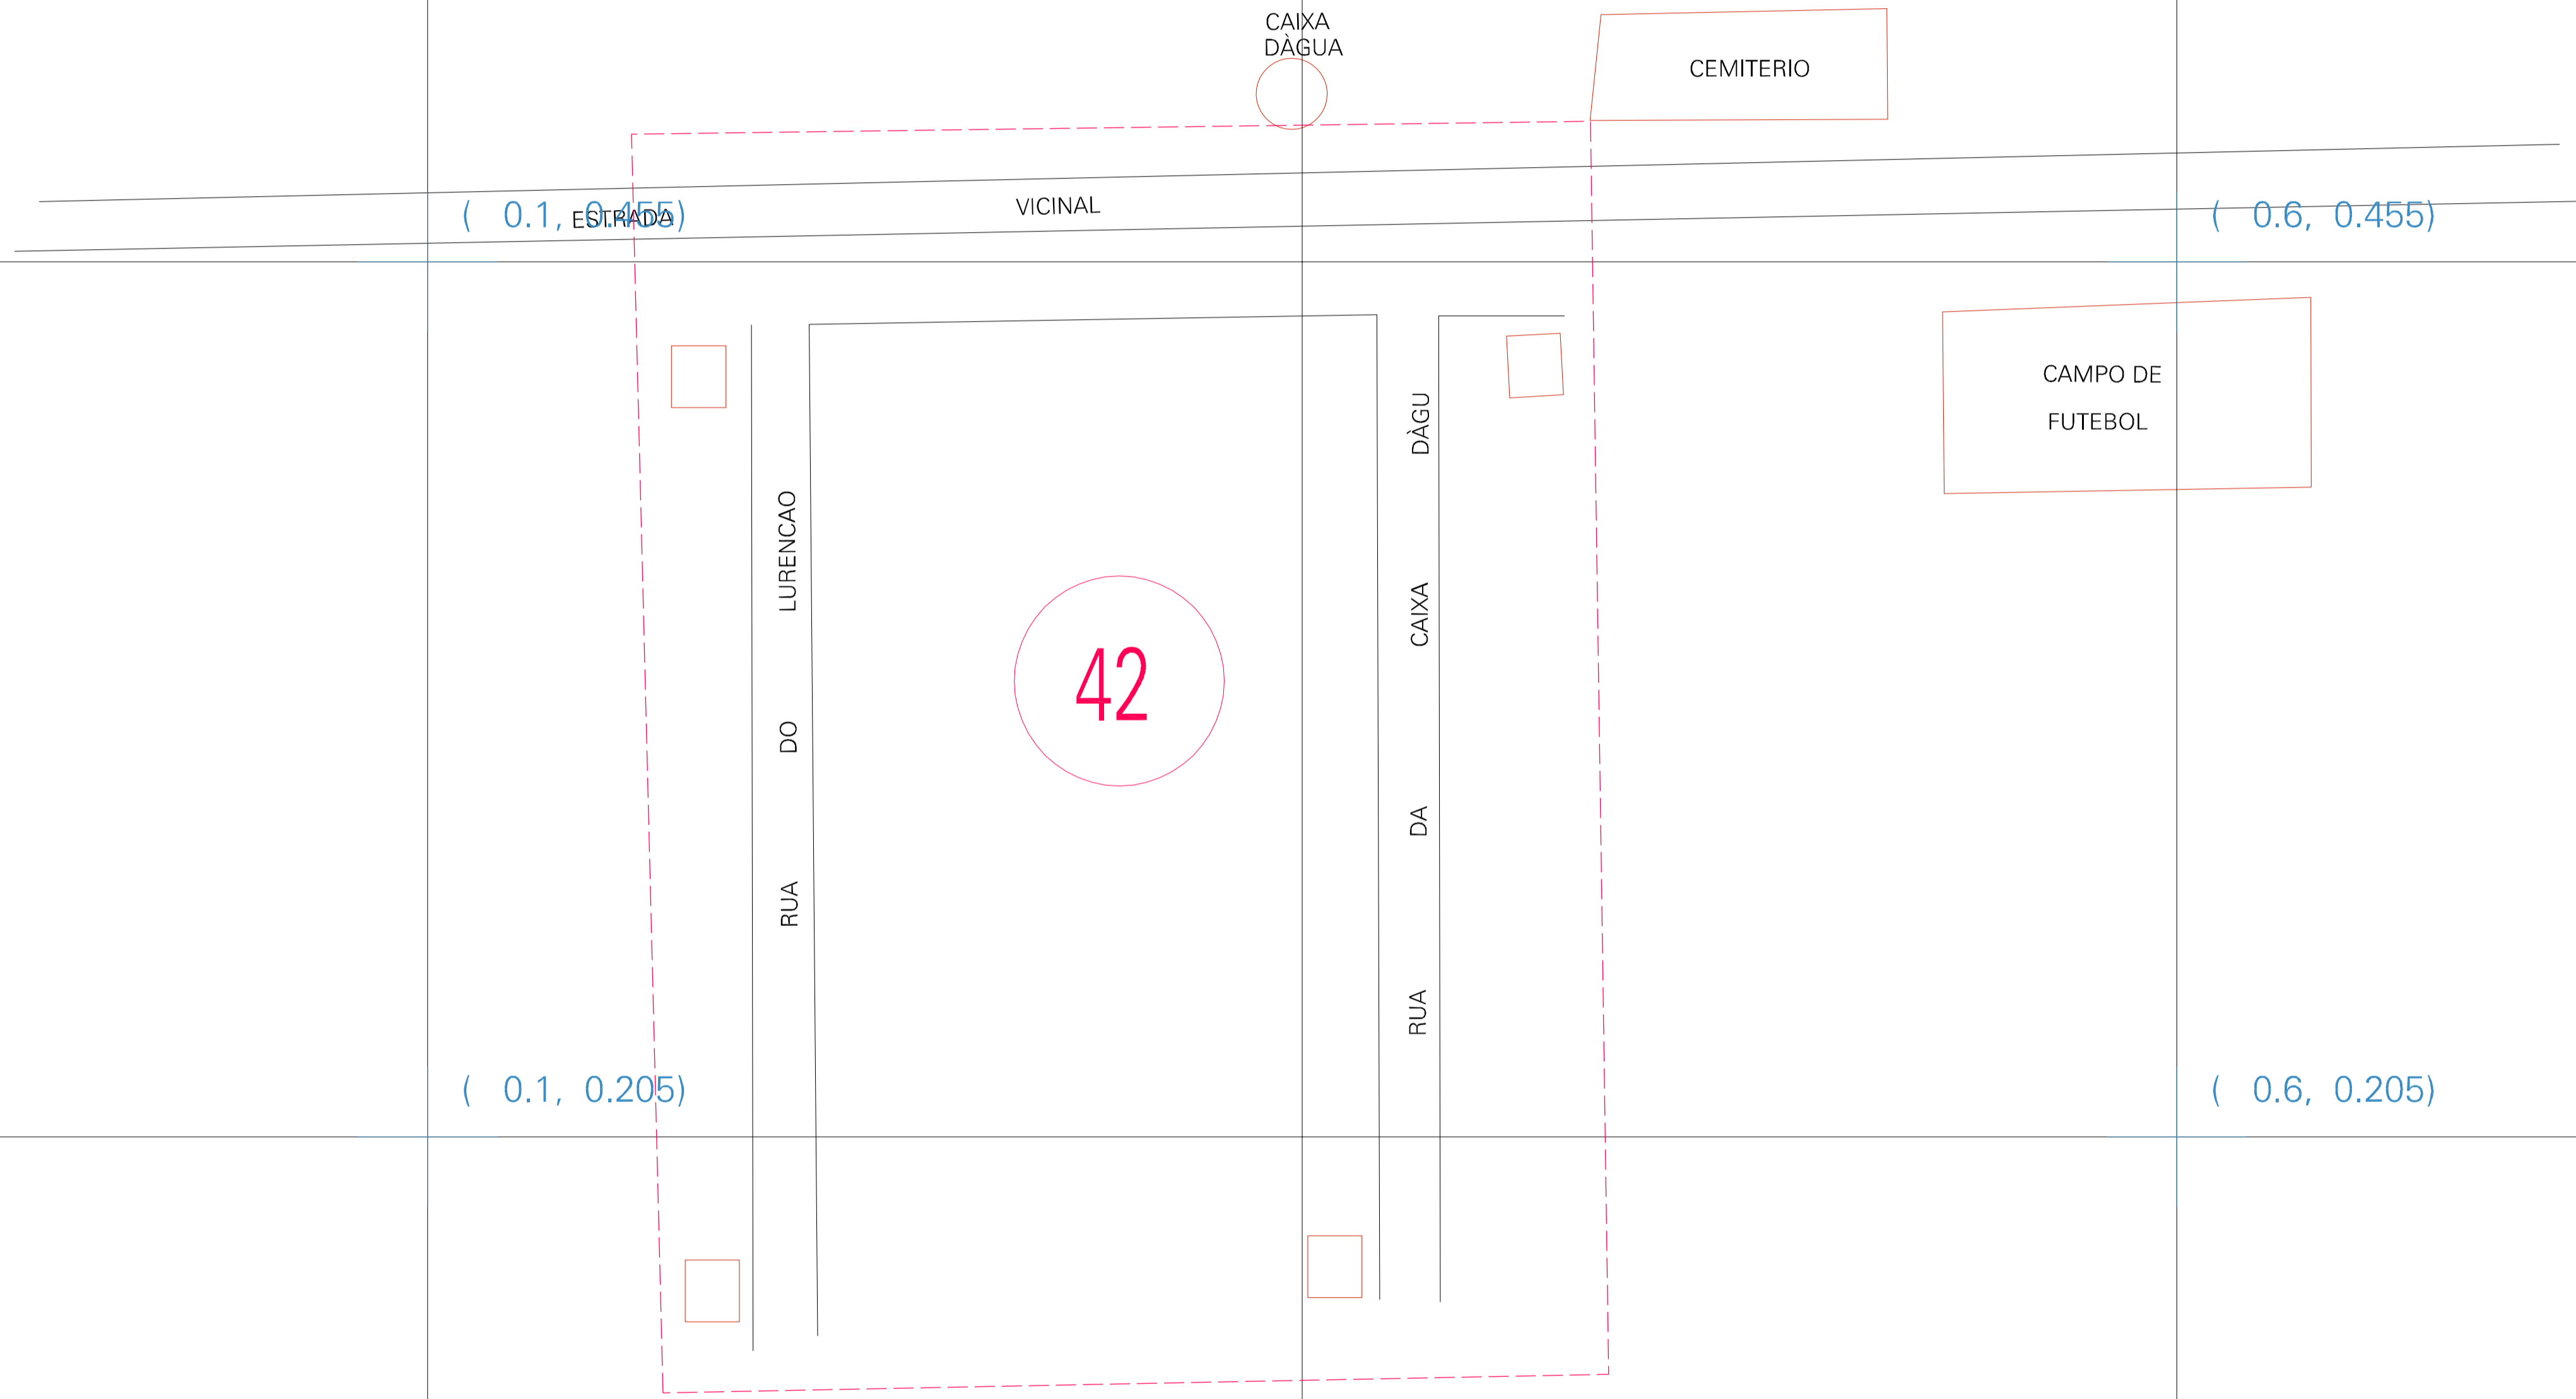 CAIXA
DÀGUA
CEMITERIO
ESTRADA VICINAL
( 0.1, 0.455)
( 0.6, 0.455)
CAMPO DE
FUTEBOL
RUA DO LURENCAO
42
RUA DA CAIXA DÀGU
( 0.1, 0.205)
( 0.6, 0.205)